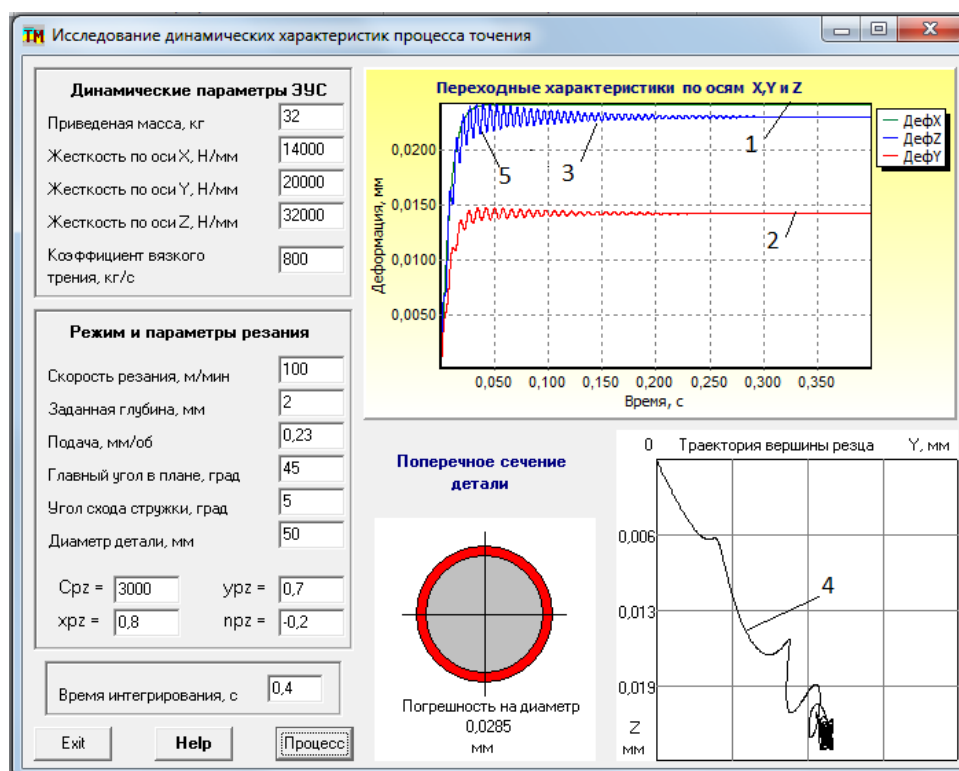 ТМ Исследование динамических характеристик процесса точения
Динамические параметры ЭУС
Приведеная масса, кг 32
Жесткость по оси X, Н/мм 14000
Жесткость по оси Y, Н/мм 20000
Жесткость по оси Z, Н/мм 32000
Коэффициент вязкого
трения, кг/с 800
Режим и параметры резания
Скорость резания, м/мин 100
Заданная глубина, мм 2
Подача, мм/об 0,23
Главный угол в плане, град 45
Угол схода стружки, град 5
Диаметр детали, мм 50
Cpz = 3000 ypz = 0,7
xpz = 0,8 npz = -0,2
Время интегрирования, с 0,4
Exit Help Процесс
Переходные характеристики по осям X,Y и Z
Деформация, мм
0,0200
0,0150
0,0100
0,0050
5 3 1
2
ДефX
ДефZ
ДефY
0,050 0,100 0,150 0,200 0,250 0,300 0,350
Время, с
Поперечное сечение
детали
Погрешность на диаметр
0,0285
мм
0 Траектория вершины резца Y, мм
0,006
0,013
0,019
4
Z
мм